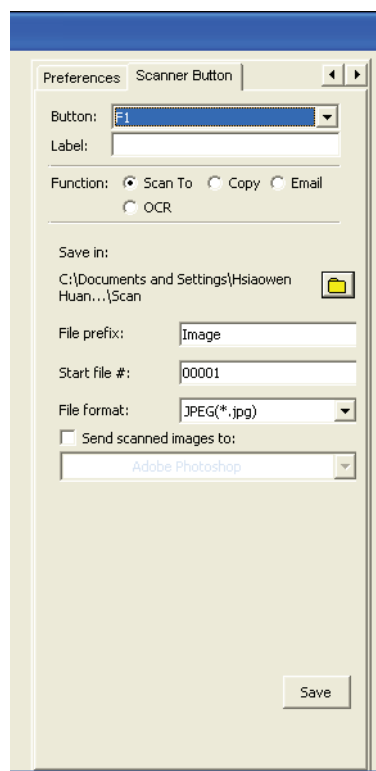 Preferences Scanner Button
Button: F1
Label:
Function: Scan To Copy Email
OCR
Save in:
C:\Documents and Settings\Hsiaowen
Huan...\Scan
File prefix: Image
Start file #: 00001
File format: JPEG(*.jpg)
Send scanned images to:
Adobe Photoshop
Save